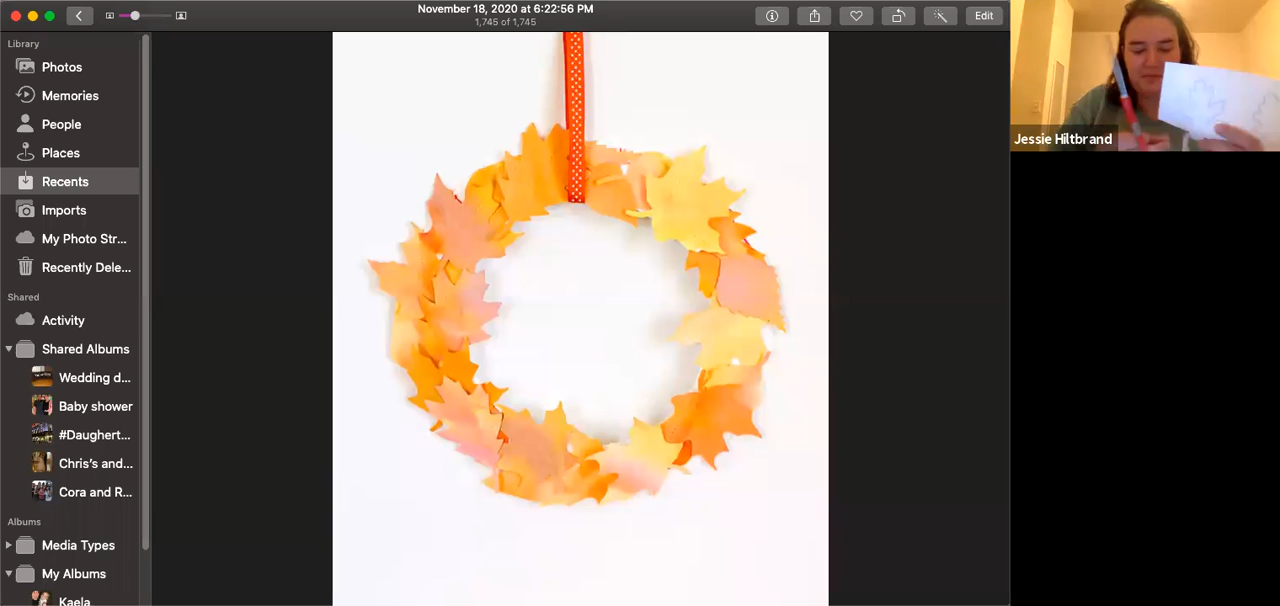 November 18, 2020 at 6:22:56 PM
1,745 of 1,745
Edit
Library
Photos
Memories
People
Places
Recents
Imports
My Photo Str...
Recently Dele...
Shared
Activity
Shared Albums
Wedding d...
Baby shower
#Daughert...
Chris's and...
Cora and R...
Albums
Media Types
My Albums
Kaela
Jessie Hiltbrand